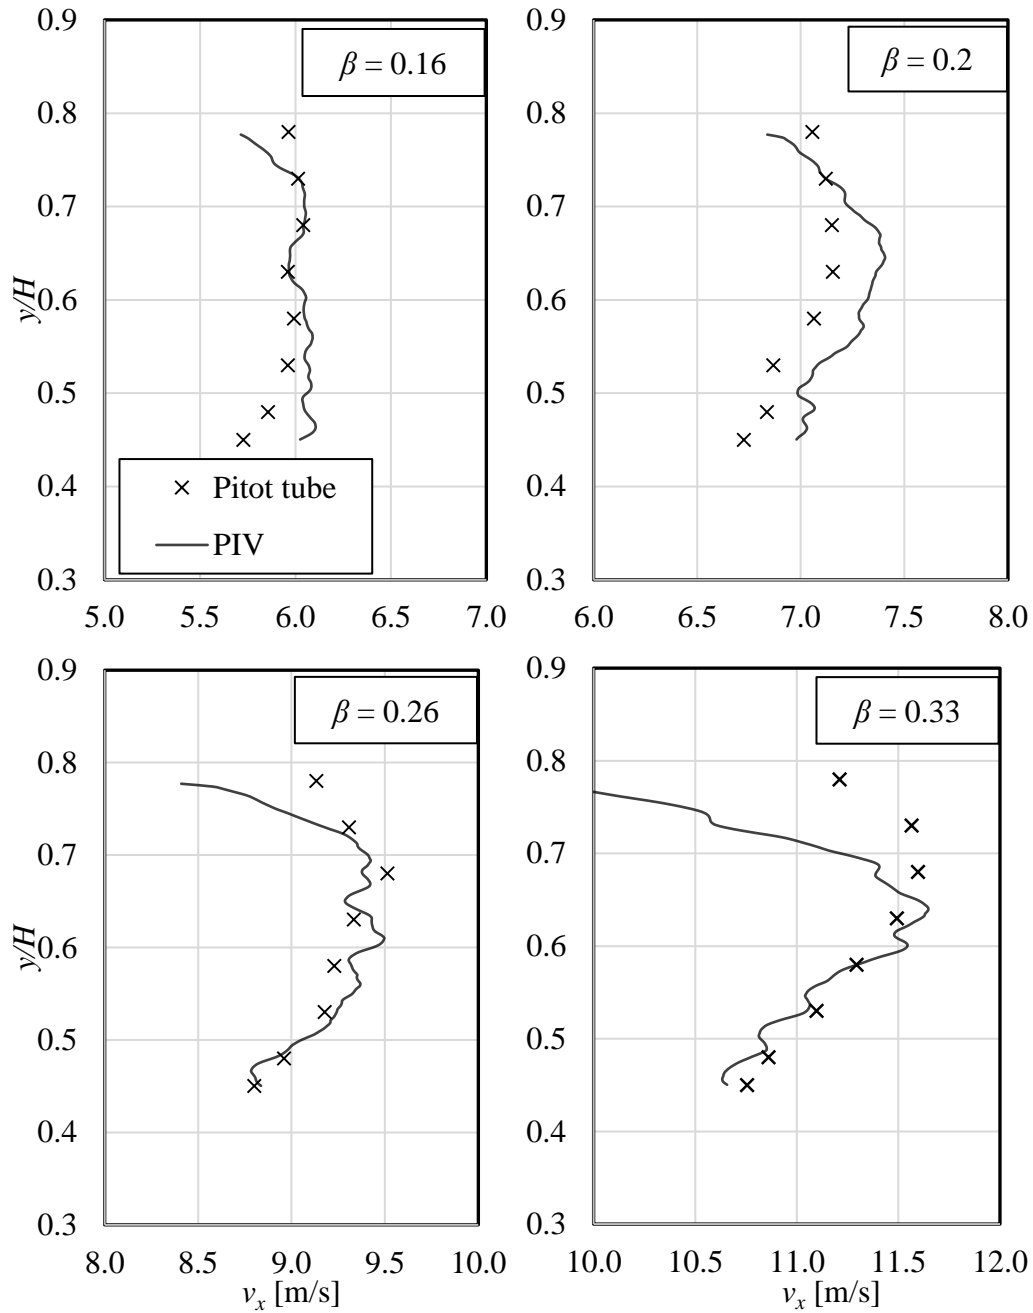 0.9
0.8
0.7
0.6
0.5
0.4
0.3
y/H
β = 0.16
Pitot tube
PIV
5.0 5.5 6.0 6.5 7.0
0.9
0.8
0.7
0.6
0.5
0.4
0.3
β = 0.2
6.0 6.5 7.0 7.5 8.0
0.9
0.8
0.7
0.6
0.5
0.4
0.3
y/H
β = 0.26
8.0 8.5 9.0 9.5 10.0
vx [m/s]
0.9
0.8
0.7
0.6
0.5
0.4
0.3
β = 0.33
10.0 10.5 11.0 11.5 12.0
vx [m/s]